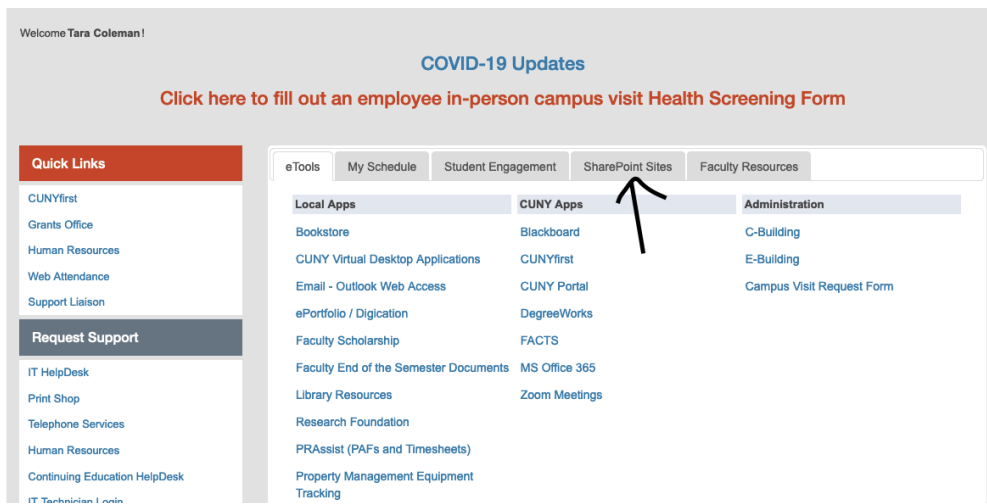 Welcome Tara Coleman!
COVID-19 Updates
Click here to fill out an employee in-person campus visit Health Screening Form
Quick Links
CUNYfirst
Grants Office
Human Resources
Web Attendance
Support Liaison
Request Support
IT HelpDesk
Print Shop
Telephone Services
Human Resources
Continuing Education HelpDesk
IT Technician Login
eTools
My Schedule
Student Engagement
SharePoint Sites
Faculty Resources
Local Apps
Bookstore
CUNY Virtual Desktop Applications
Email - Outlook Web Access
ePortfolio / Digication
Faculty Scholarship
Faculty End of the Semester Documents
Library Resources
Research Foundation
PRAssist (PAFs and Timesheets)
Property Management Equipment
Tracking
CUNY Apps
Blackboard
CUNYfirst
CUNY Portal
DegreeWorks
FACTS
MS Office 365
Zoom Meetings
Administration
C-Building
E-Building
Campus Visit Request Form